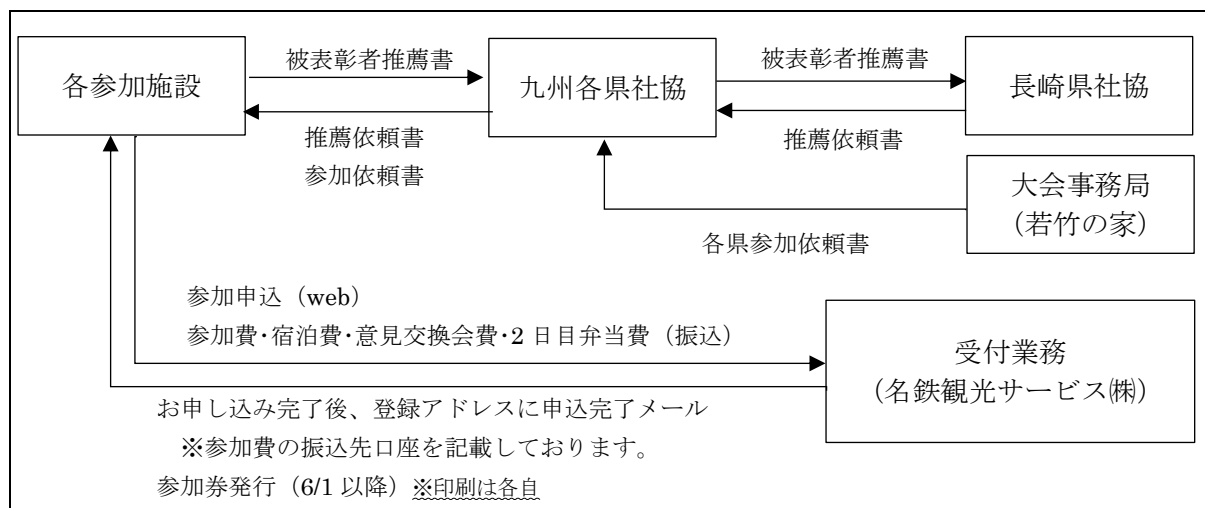 被表彰者推薦書
被表彰者推薦書
各参加施設
九州各県社協
長崎県社協
推薦依頼書
参加依頼書
推薦依頼書
大会事務局
(若竹の家)
各県参加依頼書
参加申込(web)
参加費・宿泊費・意見交換会費・2日目弁当費(振込)
受付業務
(名鉄観光サービス㈱)
お申し込み完了後、登録アドレスに申込完了メール
※参加費の振込先口座を記載しております。
参加券発行(6/1以降)※印刷は各自